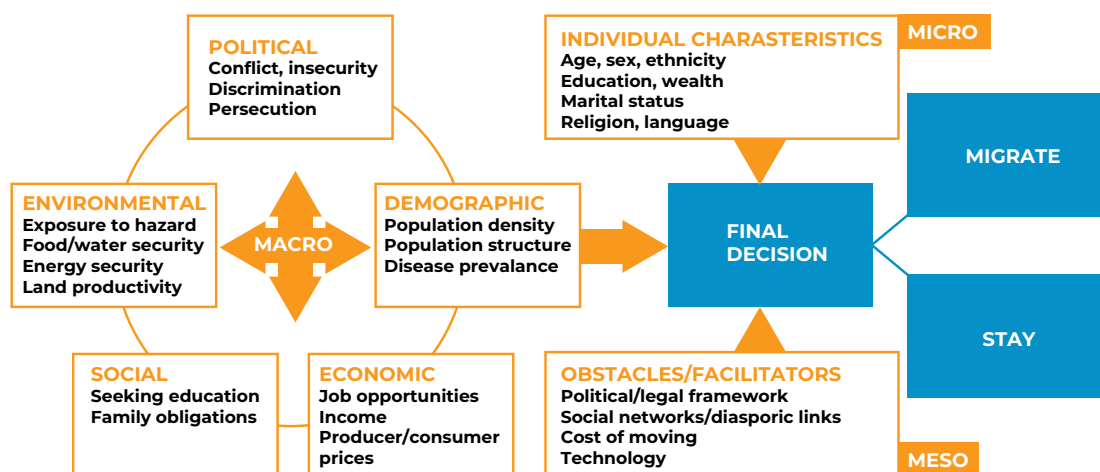 POLITICAL
Conflict, insecurity
Discrimination
Persecution
ENVIRONMENTAL
Exposure to hazard
Food/water security
Energy security
Land productivity
MACRO
DEMOGRAPHIC
Population density
Population structure
Disease prevalance
SOCIAL
Seeking education
Family obligations
ECONOMIC
Job opportunities
Income
Producer/consumer
prices
INDIVIDUAL CHARASTERISTICS
Age, sex, ethnicity
Education, wealth
Marital status
Religion, language
MICRO
FINAL
DECISION
MIGRATE
STAY
OBSTACLES/FACILITATORS
Political/legal framework
Social networks/diasporic links
Cost of moving
Technology
MESO